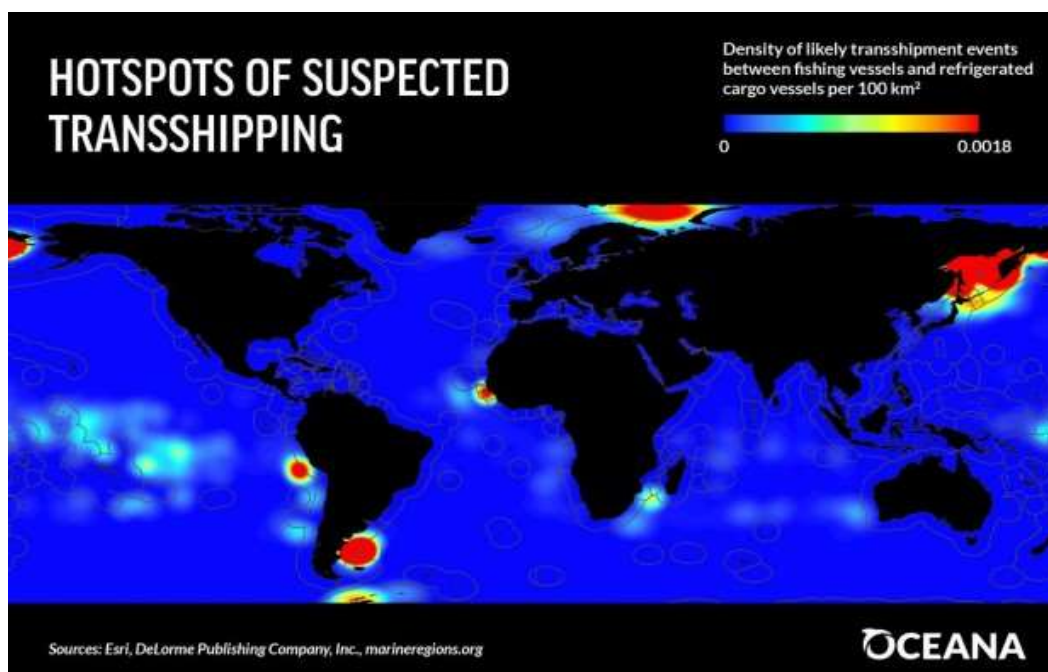 HOTSPOTS OF SUSPECTED
TRANSSHIPPING
Density of likely transshipment events
between fishing vessels and refrigerated
cargo vessels per 100 km²
0 0.0018
Sources: Esri, DeLorme Publishing Company, Inc., marineregions.org
OCEANA